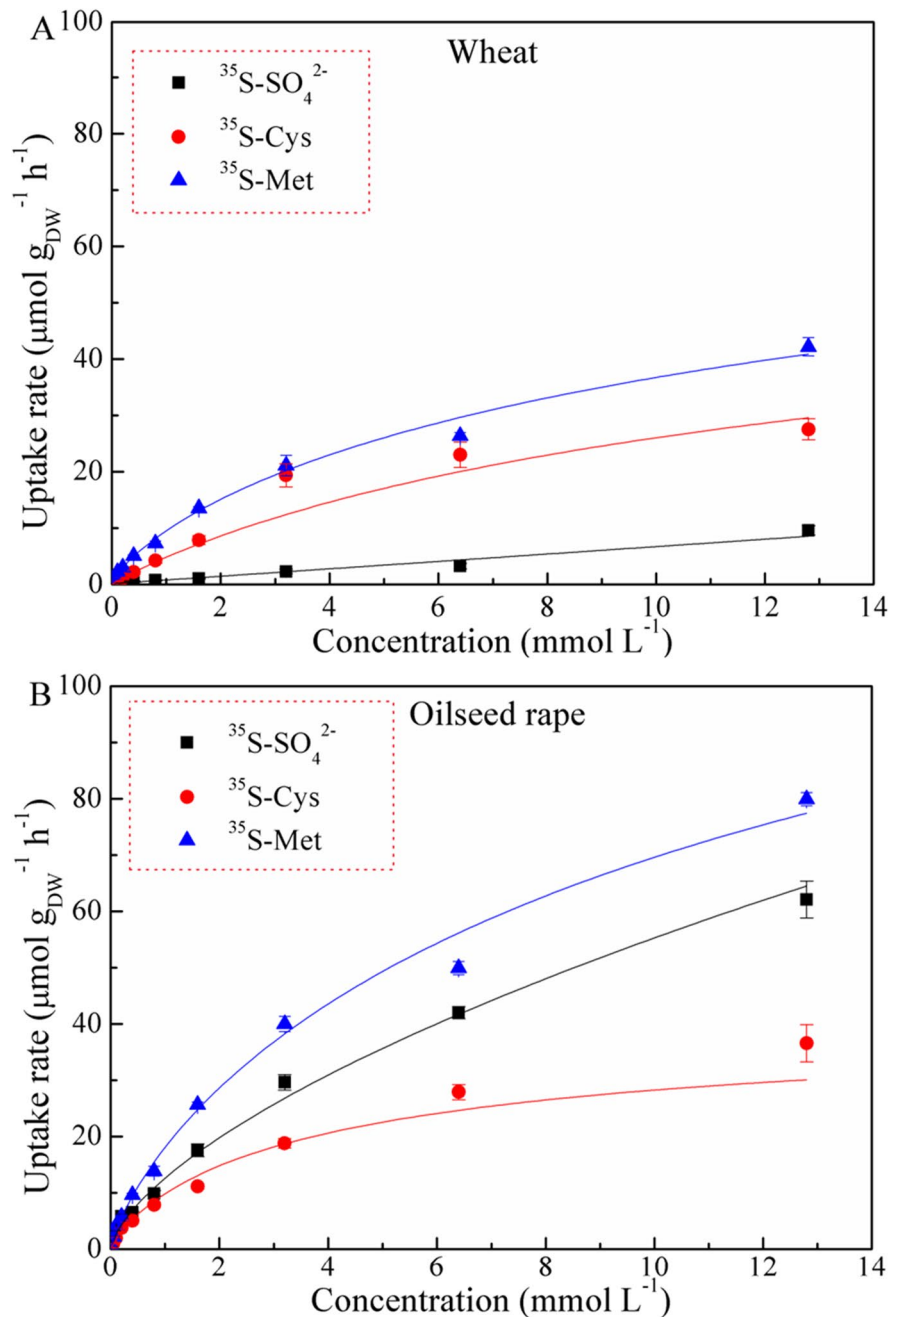 A
Wheat
³⁵S-SO₄²⁻
³⁵S-Cys
³⁵S-Met
100
80
60
40
20
0
Uptake rate (μmol g_DW⁻¹ h⁻¹)
0 2 4 6 8 10 12 14
Concentration (mmol L⁻¹)
B
Oilseed rape
³⁵S-SO₄²⁻
³⁵S-Cys
³⁵S-Met
100
80
60
40
20
0
Uptake rate (μmol g_DW⁻¹ h⁻¹)
0 2 4 6 8 10 12 14
Concentration (mmol L⁻¹)